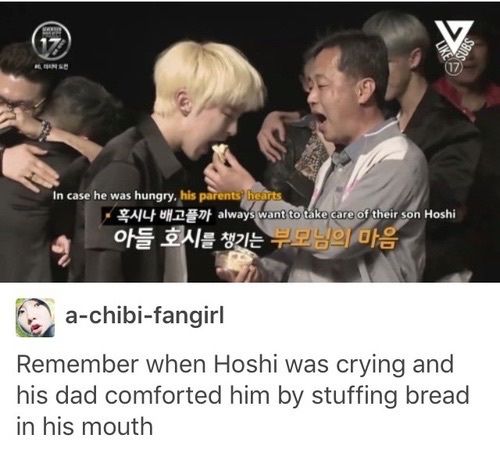 17
In case he was hungry, his parents' hearts
혹시나 배고플까 always want to take care of their son Hoshi
아들 호시를 챙기는 부모님의 마음
LIKE SUBS
17
a-chibi-fangirl
Remember when Hoshi was crying and
his dad comforted him by stuffing bread
in his mouth